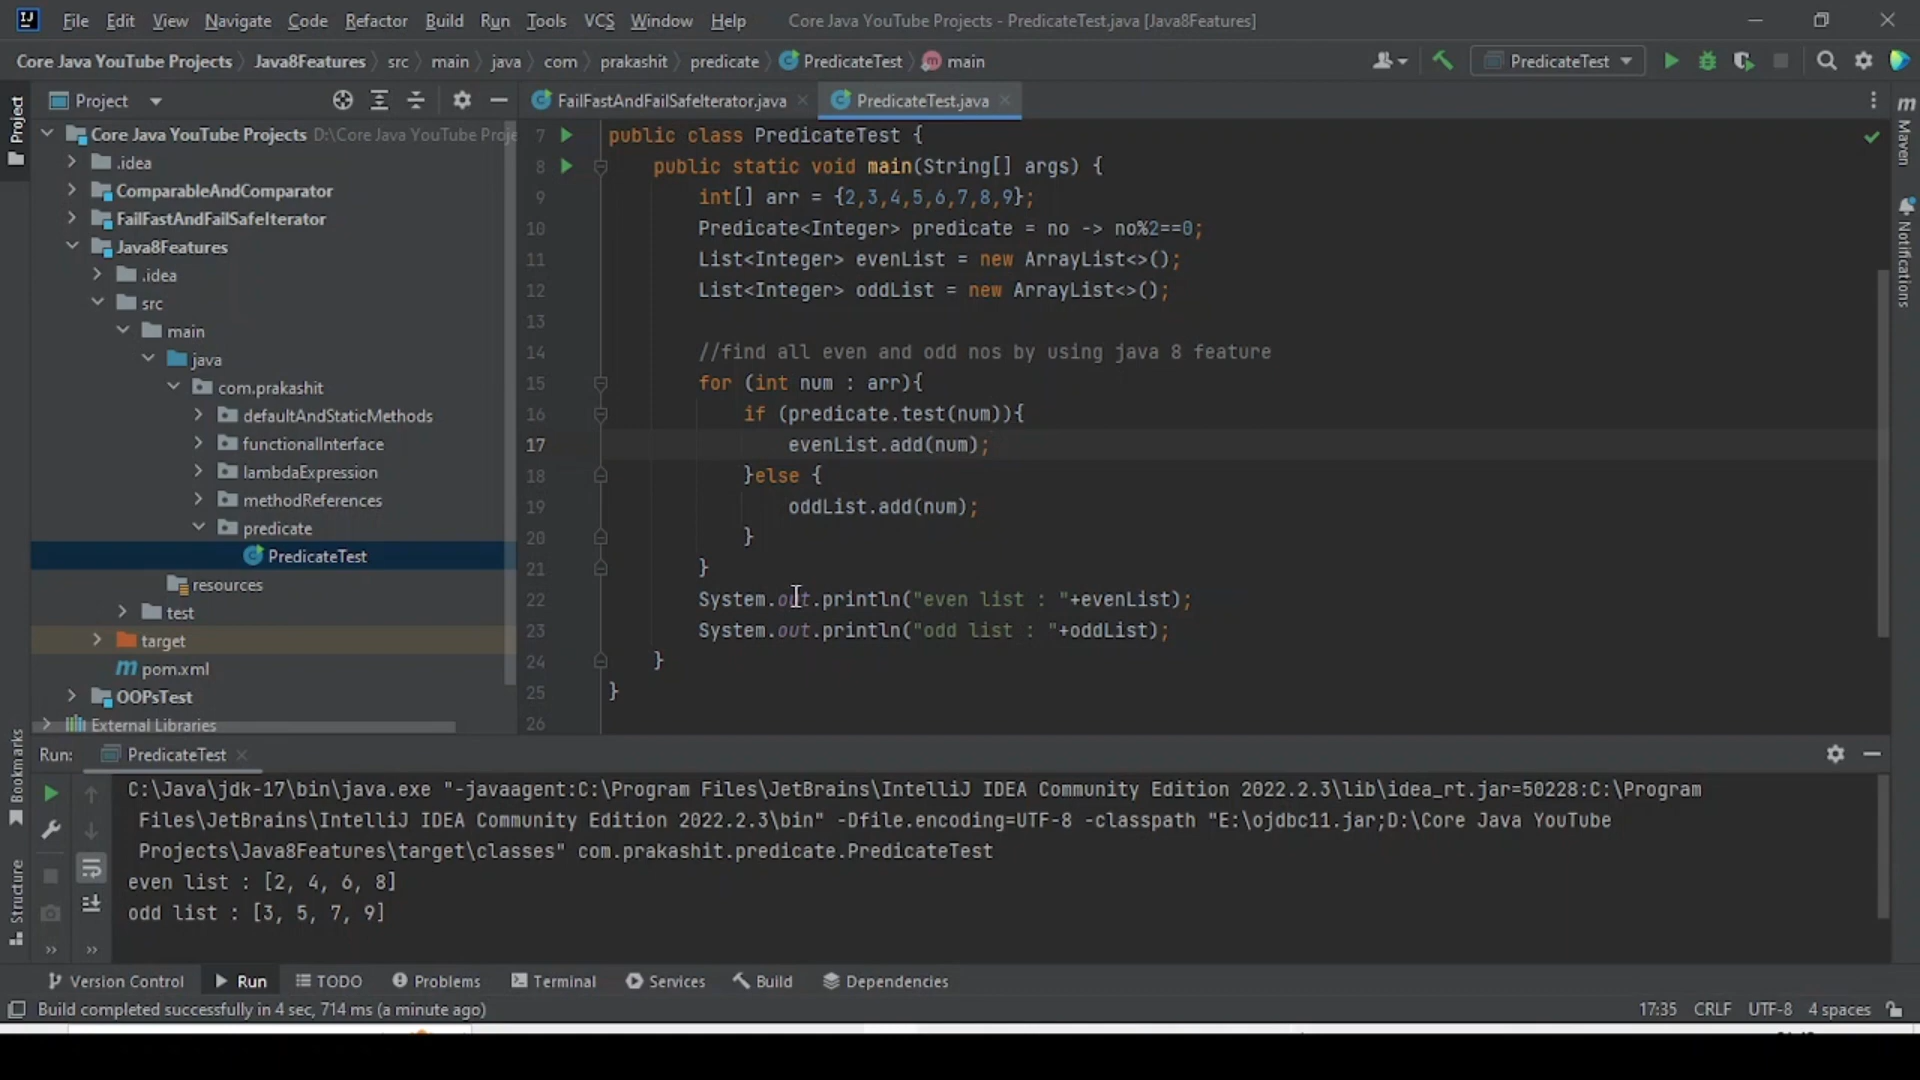 File Edit View Navigate Code Refactor Build Run Tools VCS Window Help Core Java YouTube Projects - PredicateTest.java [Java8Features]
Core Java YouTube Projects Java8Features src main java com prakashit predicate PredicateTest main PredicateTest
Project
Project
FailFastAndFailSafeIterator.java PredicateTest.java
Core Java YouTube Projects D:\Core Java YouTube Proje
.idea
ComparableAndComparator
FailFastAndFailSafeIterator
Java8Features
.idea
src
main
java
com.prakashit
defaultAndStaticMethods
functionalInterface
lambdaExpression
methodReferences
predicate
PredicateTest
resources
test
target
pom.xml
OOPsTest
External Libraries
7 public class PredicateTest {
8 public static void main(String[] args) {
9 int[] arr = {2,3,4,5,6,7,8,9};
10 Predicate<Integer> predicate = no -> no%2==0;
11 List<Integer> evenList = new ArrayList<>();
12 List<Integer> oddList = new ArrayList<>();
13
14 //find all even and odd nos by using java 8 feature
15 for (int num : arr){
16 if (predicate.test(num)){
17 evenList.add(num);
18 }else {
19 oddList.add(num);
20 }
21 }
22 System.out.println("even list : "+evenList);
23 System.out.println("odd list : "+oddList);
24 }
25 }
26
Maven
Notifications
Bookmarks
Structure
Run: PredicateTest
C:\Java\jdk-17\bin\java.exe "-javaagent:C:\Program Files\JetBrains\IntelliJ IDEA Community Edition 2022.2.3\lib\idea_rt.jar=50228:C:\Program
Files\JetBrains\IntelliJ IDEA Community Edition 2022.2.3\bin" -Dfile.encoding=UTF-8 -classpath "E:\ojdbc11.jar;D:\Core Java YouTube
Projects\Java8Features\target\classes" com.prakashit.predicate.PredicateTest
even list : [2, 4, 6, 8]
odd list : [3, 5, 7, 9]
Version Control Run TODO Problems Terminal Services Build Dependencies
Build completed successfully in 4 sec, 714 ms (a minute ago) 17:35 CRLF UTF-8 4 spaces